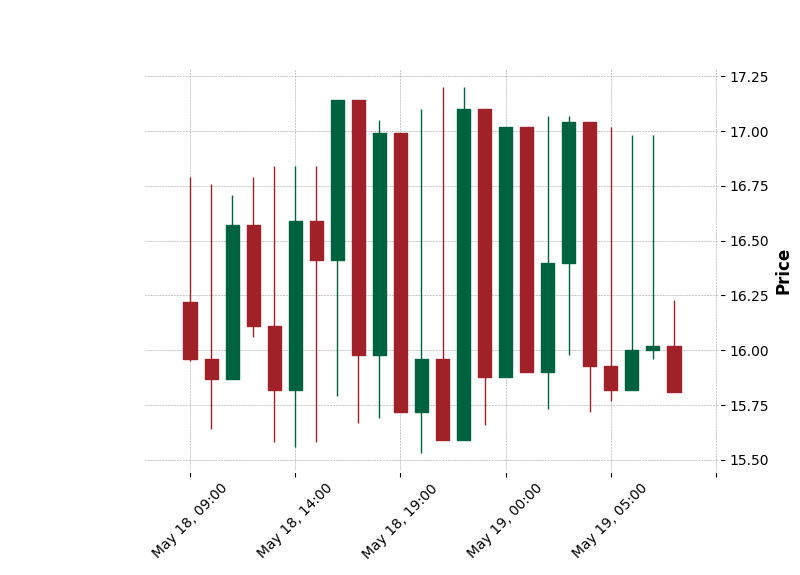 17.25
17.00
16.75
16.50
16.25
16.00
15.75
15.50
Price
May 18, 09:00
May 18, 14:00
May 18, 19:00
May 19, 00:00
May 19, 05:00